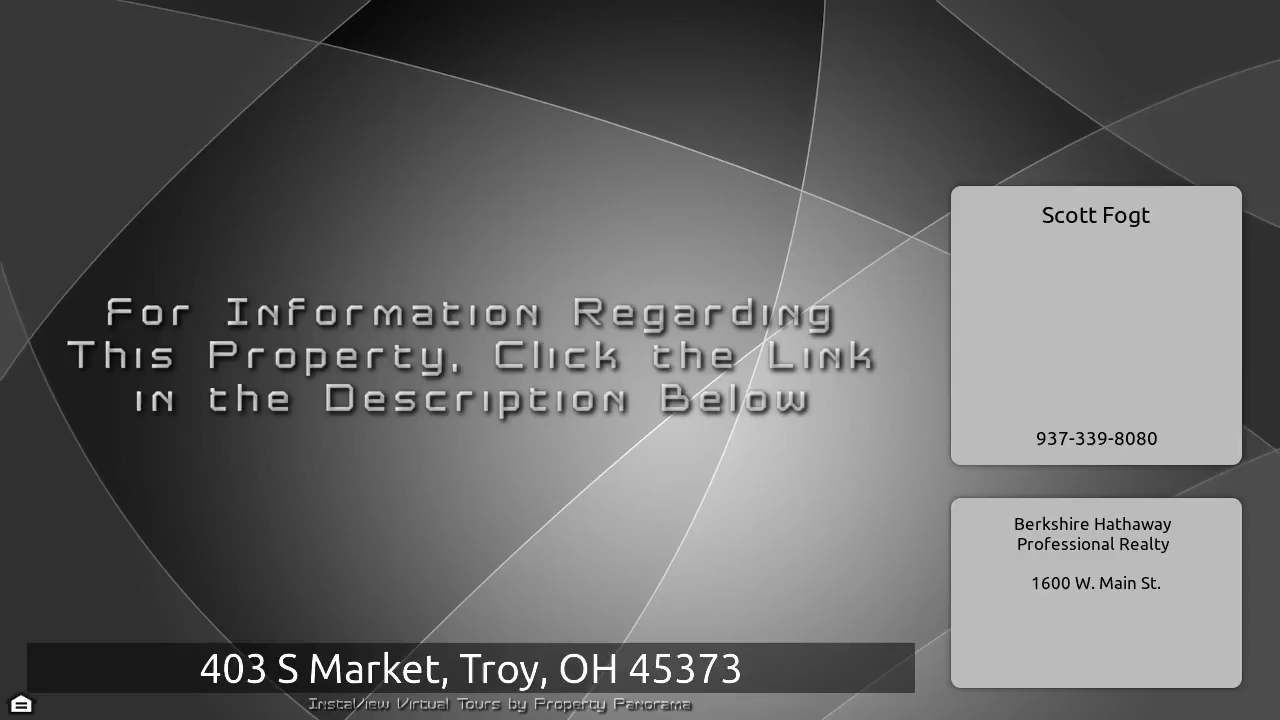 For Information Regarding
This Property, Click the Link
in the Description Below
Scott Fogt
937-339-8080
Berkshire Hathaway
Professional Realty
1600 W. Main St.
403 S Market, Troy, OH 45373
InstaView Virtual Tours by Property Panorama